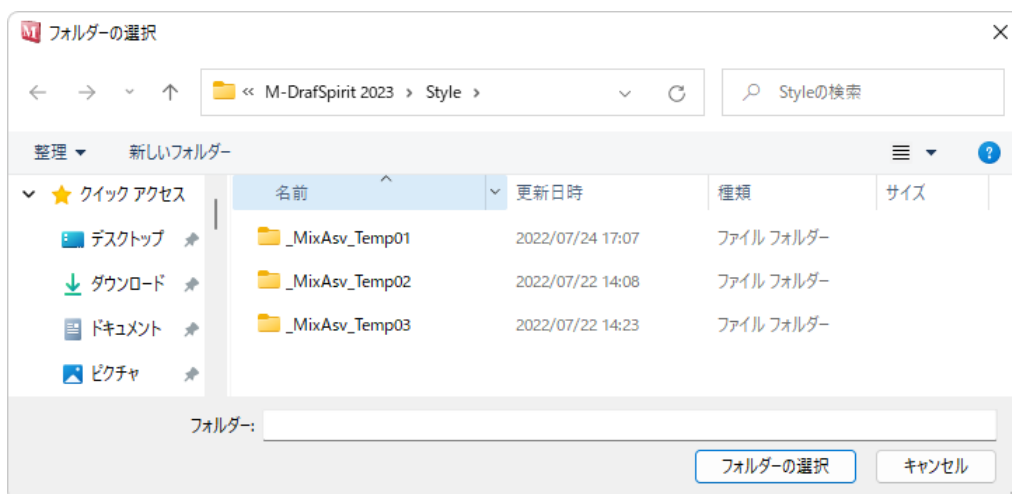 フォルダーの選択
« M-DrafSpirit 2023 › Style ›
Styleの検索
整理 新しいフォルダー
クイック アクセス
デスクトップ
ダウンロード
ドキュメント
ピクチャ
名前 更新日時 種類 サイズ
_MixAsv_Temp01 2022/07/24 17:07 ファイル フォルダー
_MixAsv_Temp02 2022/07/22 14:08 ファイル フォルダー
_MixAsv_Temp03 2022/07/22 14:23 ファイル フォルダー
フォルダー:
フォルダーの選択 キャンセル